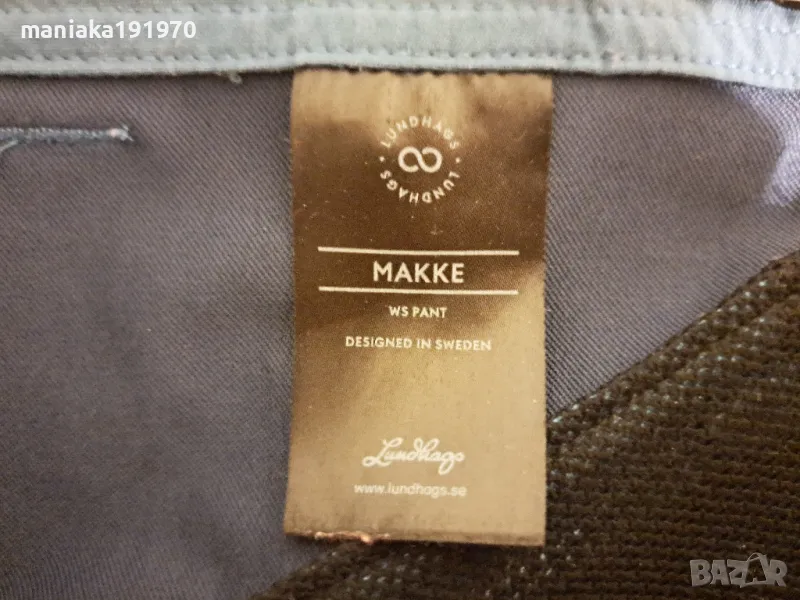 maniaka191970
LUNDHAGS • LUNDHAGS •
MAKKE
WS PANT
DESIGNED IN SWEDEN
Lundhags
www.lundhags.se
BAZAR